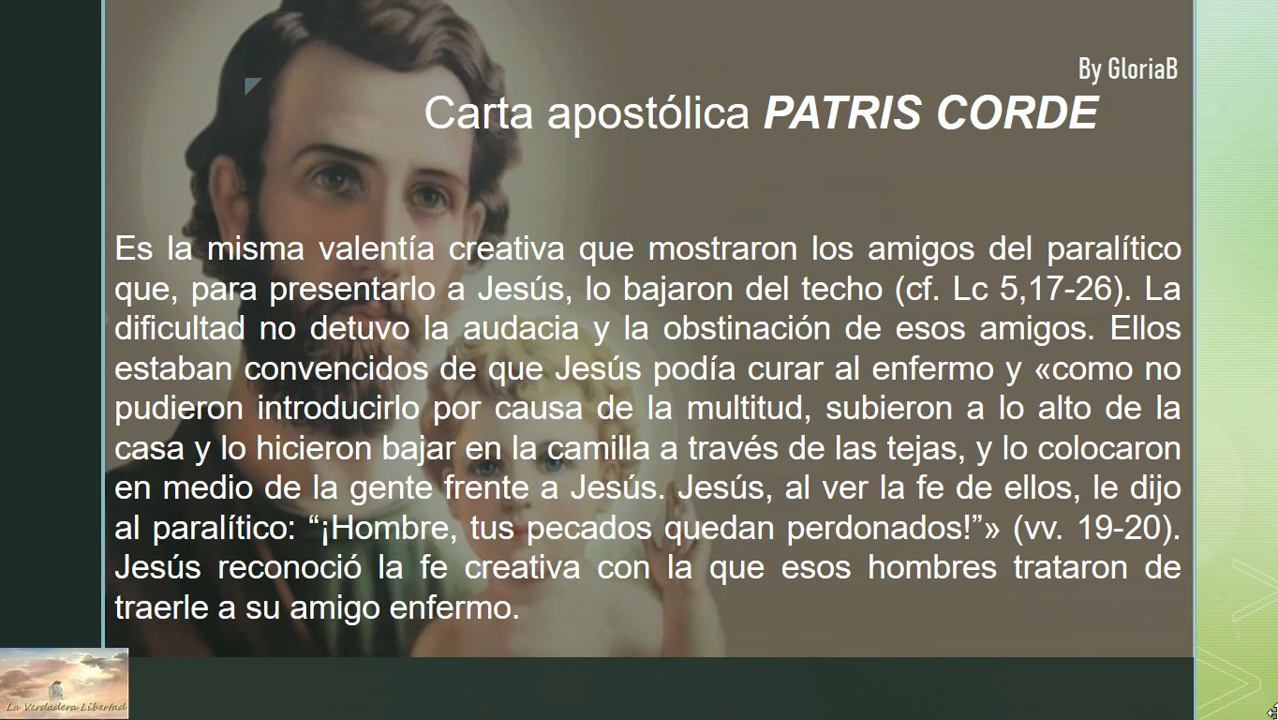 By GloriaB
Carta apostólica PATRIS CORDE
Es la misma valentía creativa que mostraron los amigos del paralítico
que, para presentarlo a Jesús, lo bajaron del techo (cf. Lc 5,17-26). La
dificultad no detuvo la audacia y la obstinación de esos amigos. Ellos
estaban convencidos de que Jesús podía curar al enfermo y «como no
pudieron introducirlo por causa de la multitud, subieron a lo alto de la
casa y lo hicieron bajar en la camilla a través de las tejas, y lo colocaron
en medio de la gente frente a Jesús. Jesús, al ver la fe de ellos, le dijo
al paralítico: “¡Hombre, tus pecados quedan perdonados!”» (vv. 19-20).
Jesús reconoció la fe creativa con la que esos hombres trataron de
traerle a su amigo enfermo.
La Verdadera Libertad